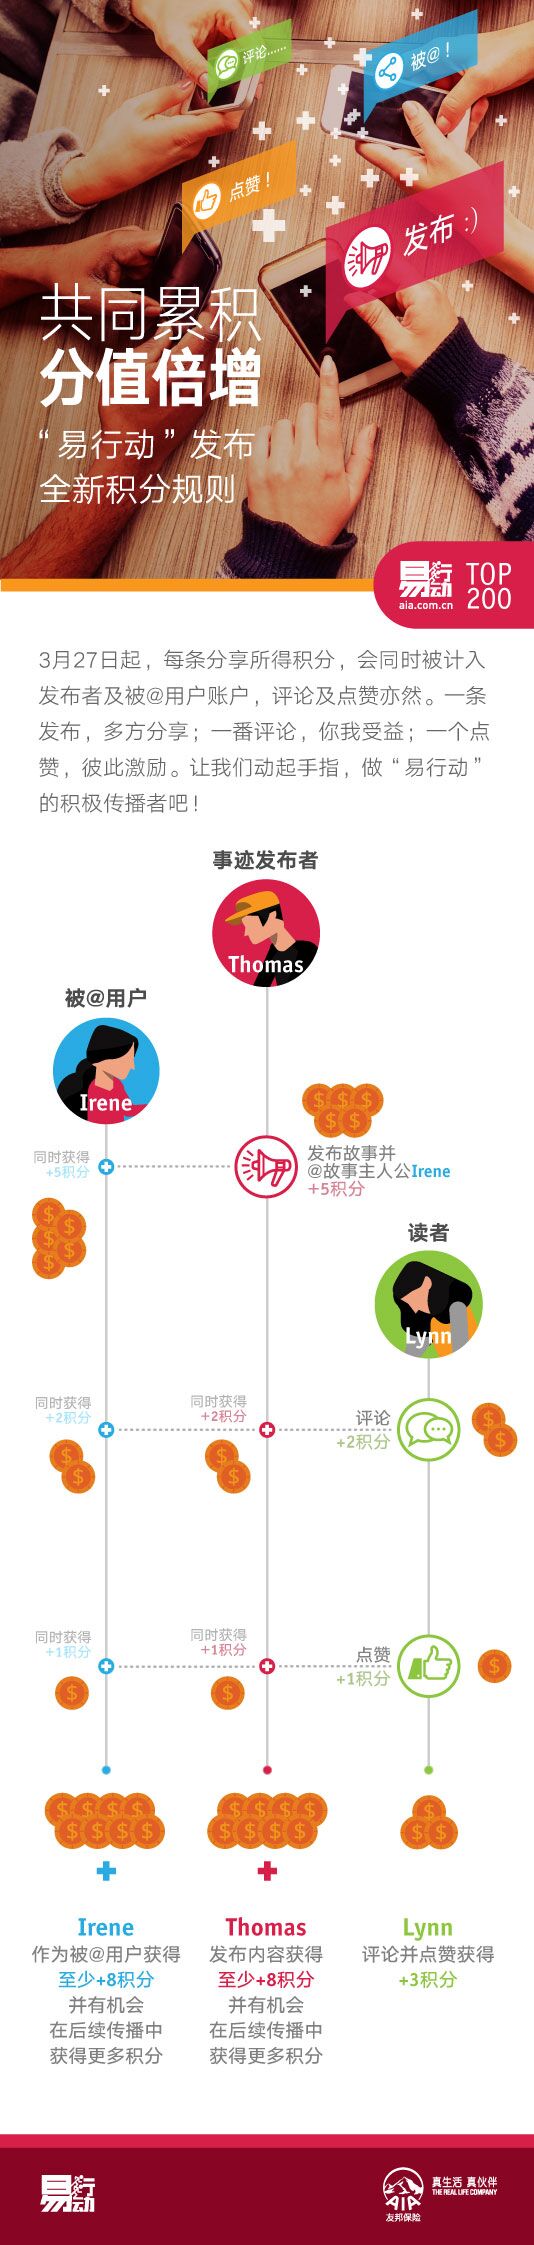 评论......
被@！
点赞！
发布 :)
共同累积
分值倍增
“易行动”发布
全新积分规则
易行动
aia.com.cn
TOP
200
3月27日起，每条分享所得积分，会同时被计入
发布者及被@用户账户，评论及点赞亦然。一条
发布，多方分享；一番评论，你我受益；一个点
赞，彼此激励。让我们动起手指，做“易行动”
的积极传播者吧！
事迹发布者
Thomas
被@用户
Irene
同时获得
+5积分
发布故事并
@故事主人公Irene
+5积分
读者
Lynn
同时获得
+2积分
同时获得
+2积分
评论
+2积分
同时获得
+1积分
同时获得
+1积分
点赞
+1积分
Irene
作为被@用户获得
至少+8积分
并有机会
在后续传播中
获得更多积分
Thomas
发布内容获得
至少+8积分
并有机会
在后续传播中
获得更多积分
Lynn
评论并点赞获得
+3积分
易行动
AIA
友邦保险
真生活 真伙伴
THE REAL LIFE COMPANY